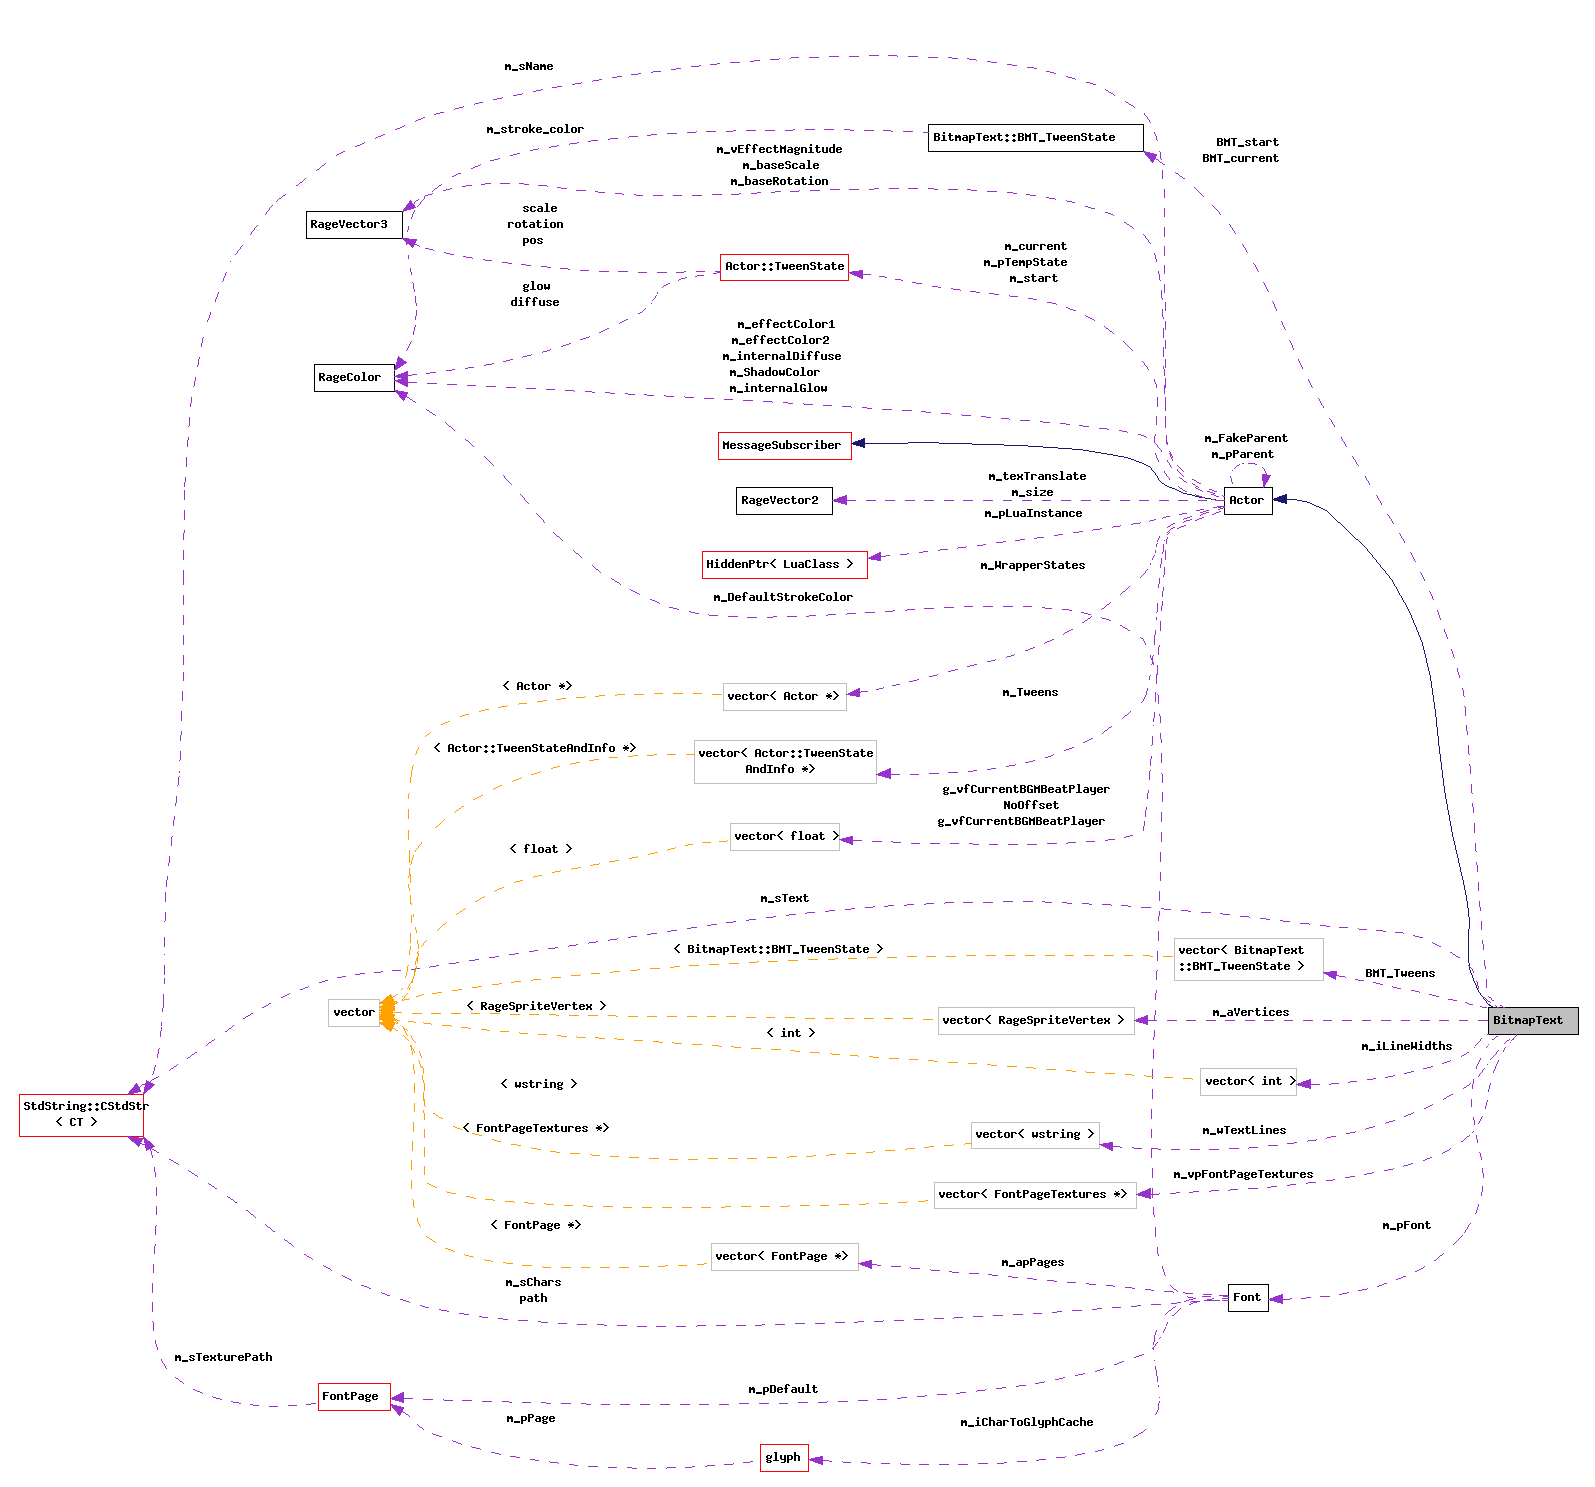 m_sName
m_stroke_color
BitmapText::BMT_TweenState
BMT_start
BMT_current
m_vEffectMagnitude
m_baseScale
m_baseRotation
RageVector3
scale
rotation
pos
Actor::TweenState
m_current
m_pTempState
m_start
glow
diffuse
m_effectColor1
m_effectColor2
m_internalDiffuse
m_ShadowColor
m_internalGlow
RageColor
MessageSubscriber
m_FakeParent
m_pParent
RageVector2
m_texTranslate
m_size
Actor
m_pLuaInstance
HiddenPtr< LuaClass >
m_WrapperStates
m_DefaultStrokeColor
< Actor *>
vector< Actor *>
m_Tweens
< Actor::TweenStateAndInfo *>
vector< Actor::TweenState
AndInfo *>
g_vfCurrentBGMBeatPlayer
NoOffset
g_vfCurrentBGMBeatPlayer
< float >
vector< float >
m_sText
< BitmapText::BMT_TweenState >
vector< BitmapText
::BMT_TweenState >
BMT_Tweens
vector
< RageSpriteVertex >
vector< RageSpriteVertex >
m_aVertices
BitmapText
< int >
m_iLineWidths
vector< int >
< wstring >
StdString::CStdStr
< CT >
< FontPageTextures *>
vector< wstring >
m_wTextLines
m_vpFontPageTextures
vector< FontPageTextures *>
< FontPage *>
m_pFont
vector< FontPage *>
m_apPages
m_sChars
path
Font
m_sTexturePath
FontPage
m_pDefault
m_pPage
m_iCharToGlyphCache
glyph